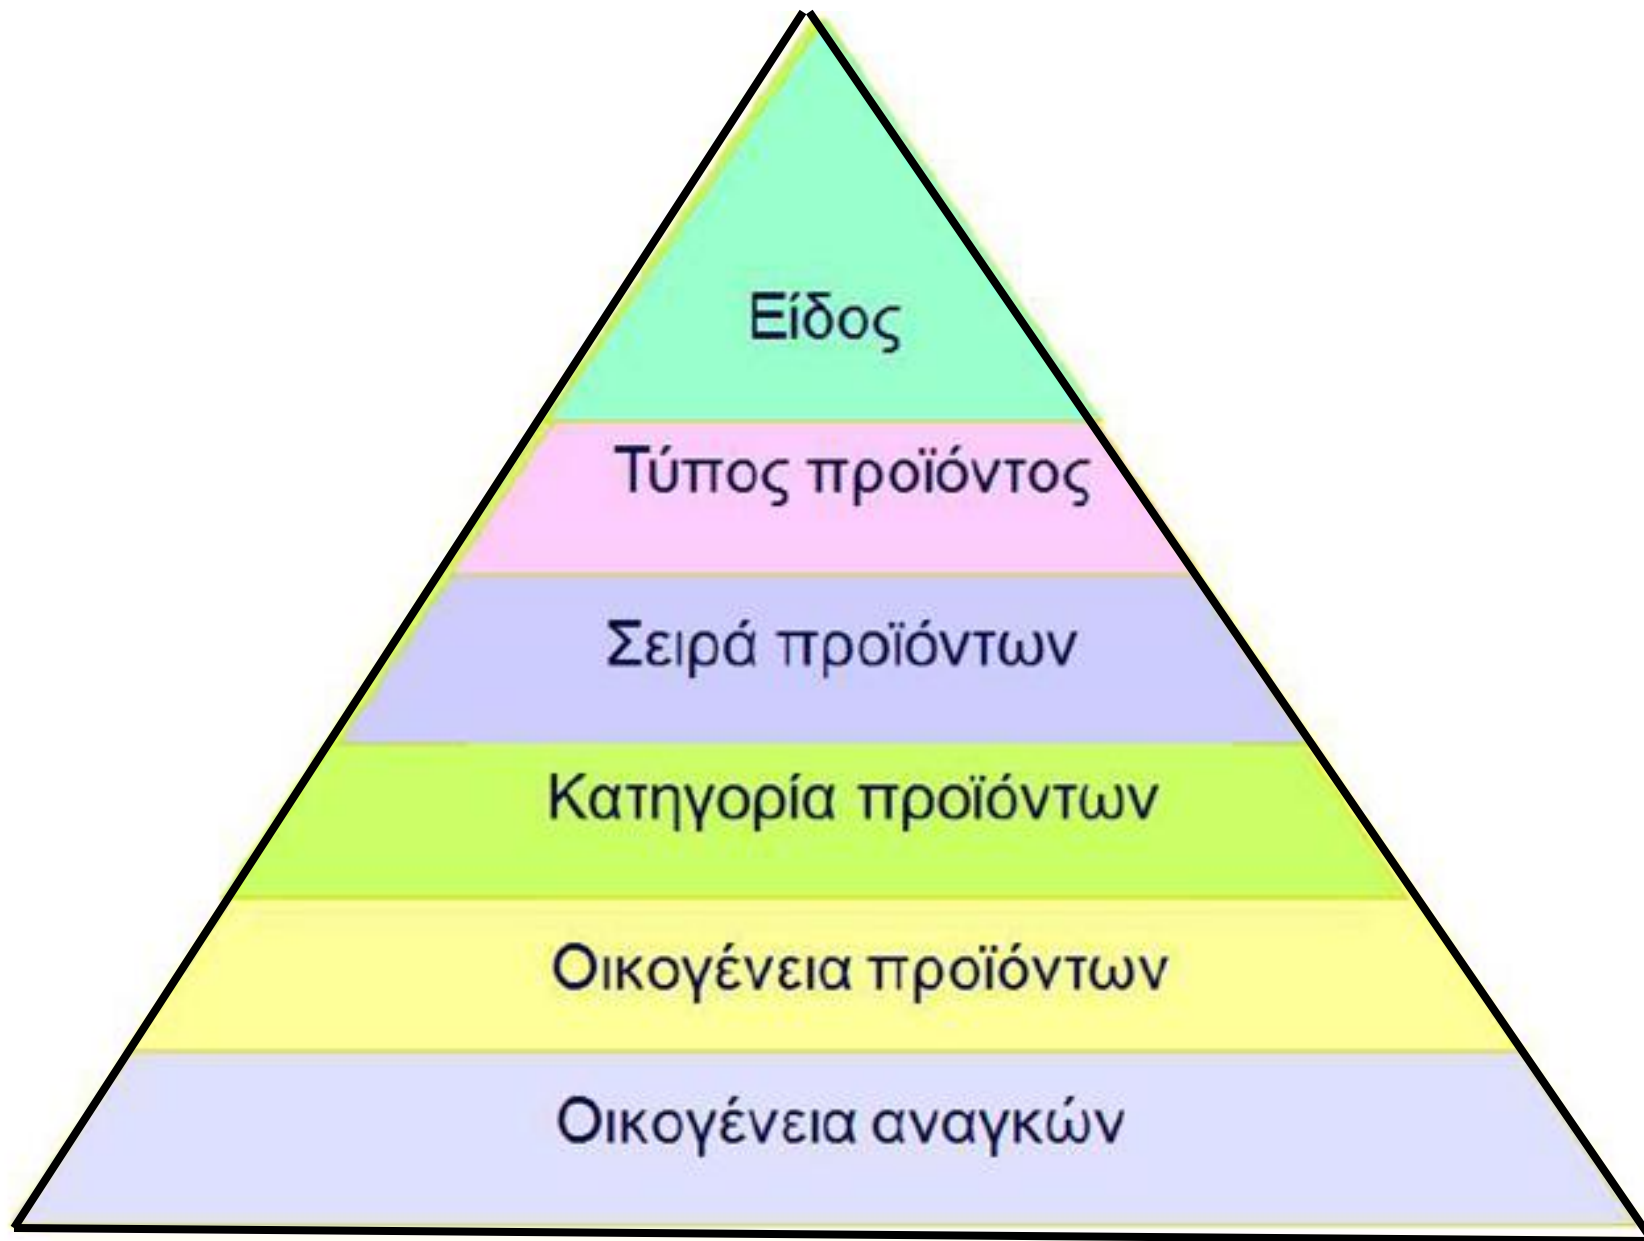 Είδος
Τύπος προϊόντος
Σειρά προϊόντων
Κατηγορία προϊόντων
Οικογένεια προϊόντων
Οικογένεια αναγκών